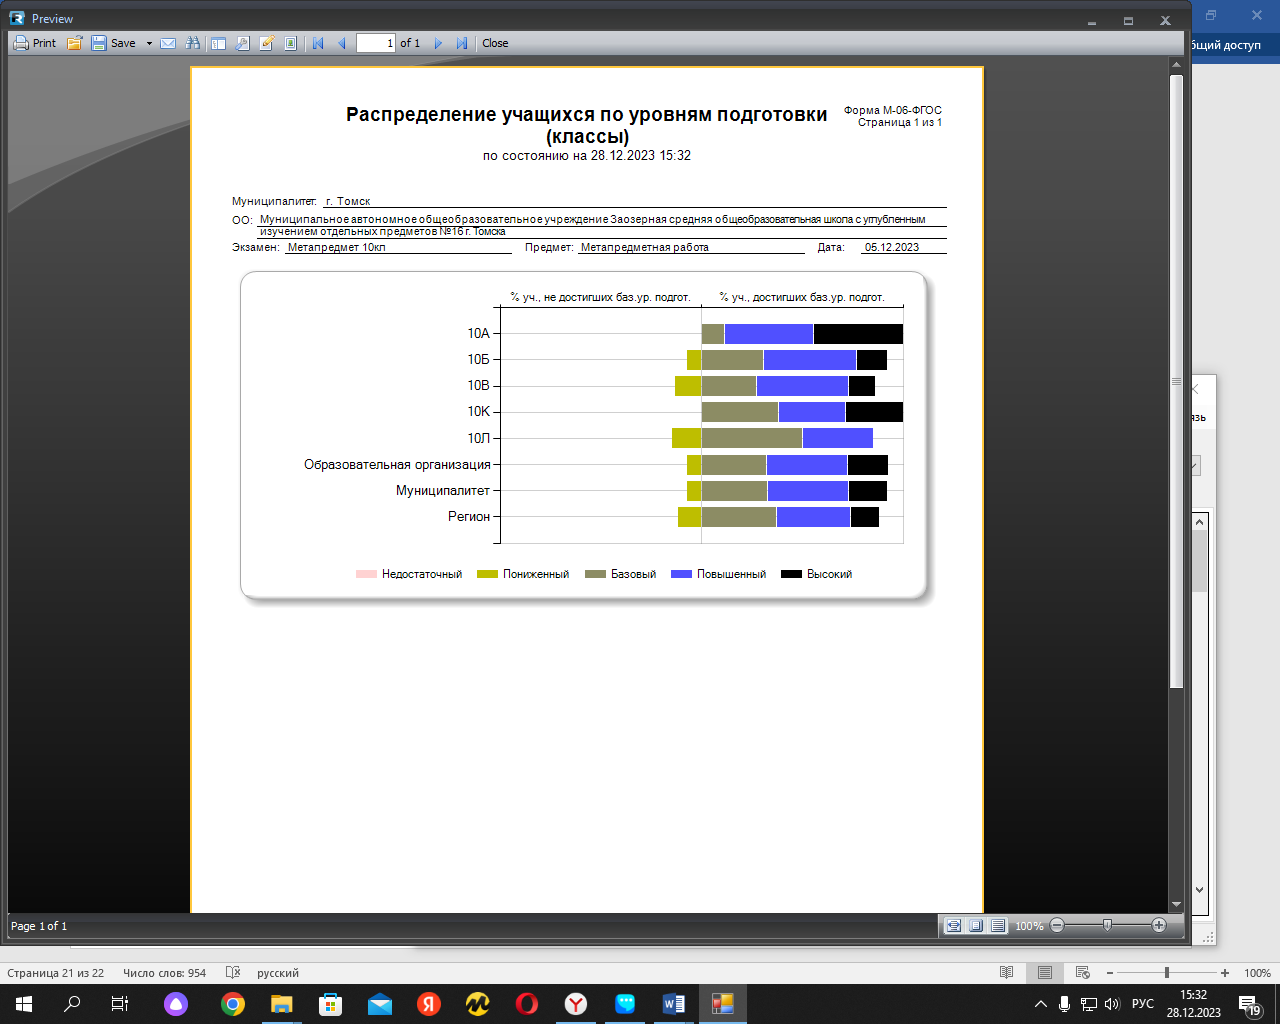 Preview
Print Save 1 of 1 Close
бщий доступ
Форма М-06-ФГОС
Страница 1 из 1
Распределение учащихся по уровням подготовки
(классы)
по состоянию на 28.12.2023 15:32
Муниципалитет: г. Томск
ОО: Муниципальное автономное общеобразовательное учреждение Заозерная средняя общеобразовательная школа с углубленным
изучением отдельных предметов №16 г. Томска
Экзамен: Метапредмет 10кл Предмет: Метапредметная работа Дата: 05.12.2023
% уч., не достигших баз.ур. подгот. % уч., достигших баз.ур. подгот.
10А
10Б
10В
10К
10Л
Образовательная организация
Муниципалитет
Регион
Недостаточный Пониженный Базовый Повышенный Высокий
язь
Page 1 of 1 100%
Страница 21 из 22 Число слов: 954 русский 100%
РУС 15:32
28.12.2023 19